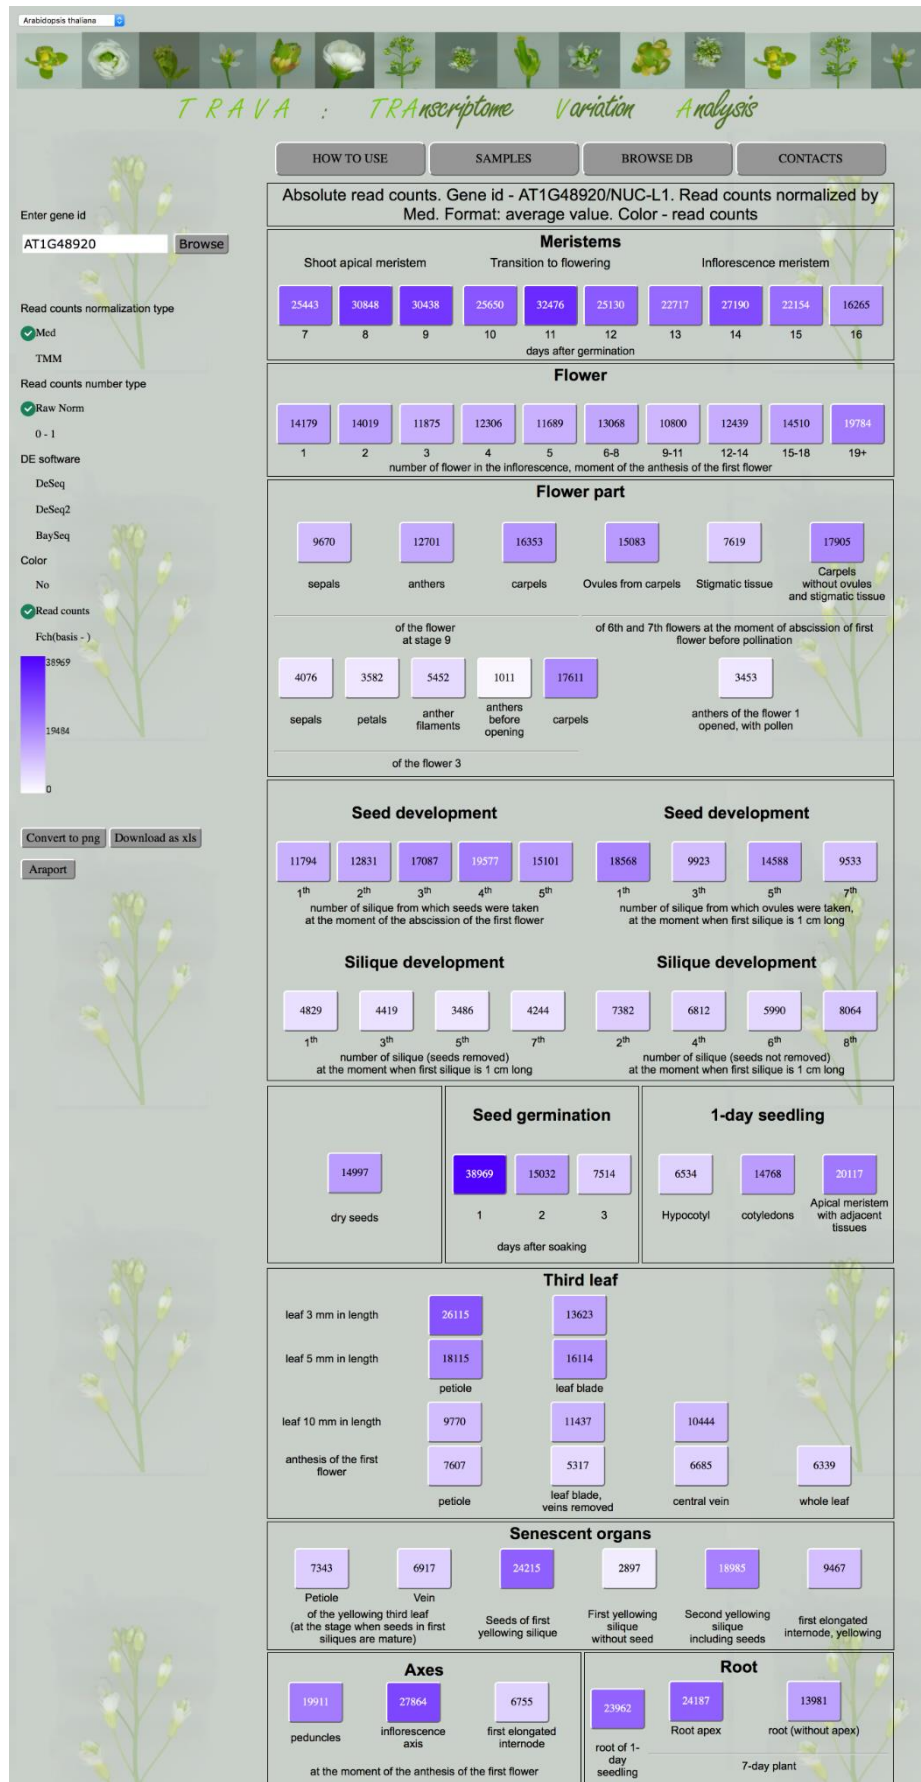 Arabidopsis thaliana
TRAVA : TRAnscriptome Variation Analysis
HOW TO USE SAMPLES BROWSE DB CONTACTS
Enter gene id
AT1G48920 Browse
Read counts normalization type
Med
TMM
Read counts number type
Raw Norm
0 - 1
DE software
DeSeq
DeSeq2
BaySeq
Color
No
Read counts
Fch(basis - )
38969
19484
0
Convert to png Download as xls
Araport
Absolute read counts. Gene id - AT1G48920/NUC-L1. Read counts normalized by
Med. Format: average value. Color - read counts
Meristems
Shoot apical meristem Transition to flowering Inflorescence meristem
25443 30848 30438 25650 32476 25130 22717 27190 22154 16265
7 8 9 10 11 12 13 14 15 16
days after germination
Flower
14179 14019 11875 12306 11689 13068 10800 12439 14510 19784
1 2 3 4 5 6-8 9-11 12-14 15-18 19+
number of flower in the inflorescence, moment of the anthesis of the first flower
Flower part
9670 12701 16353 15083 7619 17905
sepals anthers carpels Ovules from carpels Stigmatic tissue Carpels
without ovules
and stigmatic tissue
of the flower
at stage 9
of 6th and 7th flowers at the moment of abscission of first
flower before pollination
4076 3582 5452 1011 17611 3453
sepals petals anther
filaments
anthers
before
opening
carpels
anthers of the flower 1
opened, with pollen
of the flower 3
Seed development
11794 12831 17087 19577 15101
1th 2th 3th 4th 5th
number of silique from which seeds were taken
at the moment of the abscission of the first flower
Seed development
18568 9923 14588 9533
1th 3th 5th 7th
number of silique from which ovules were taken,
at the moment when first silique is 1 cm long
Silique development
4829 4419 3486 4244
1th 3th 5th 7th
number of silique (seeds removed)
at the moment when first silique is 1 cm long
Silique development
7382 6812 5990 8064
2th 4th 6th 8th
number of silique (seeds not removed)
at the moment when first silique is 1 cm long
14997
dry seeds
Seed germination
38969 15032 7514
1 2 3
days after soaking
1-day seedling
6534 14768 20117
Hypocotyl cotyledons Apical meristem
with adjacent
tissues
Third leaf
leaf 3 mm in length 26115 13623
leaf 5 mm in length 18115 16114
petiole leaf blade
leaf 10 mm in length 9770 11437 10444
anthesis of the first
flower
7607 5317 6685 6339
petiole leaf blade,
veins removed
central vein whole leaf
Senescent organs
7343 6917 24215 2897 18985 9467
Petiole Vein
of the yellowing third leaf
(at the stage when seeds in first
siliques are mature)
Seeds of first
yellowing silique
First yellowing
silique
without seed
Second yellowing
silique
including seeds
first elongated
internode, yellowing
Axes
19911 27864 6755
peduncles inflorescence
axis
first elongated
internode
at the moment of the anthesis of the first flower
Root
23962 24187 13981
root of 1-
day
seedling
Root apex root (without apex)
7-day plant